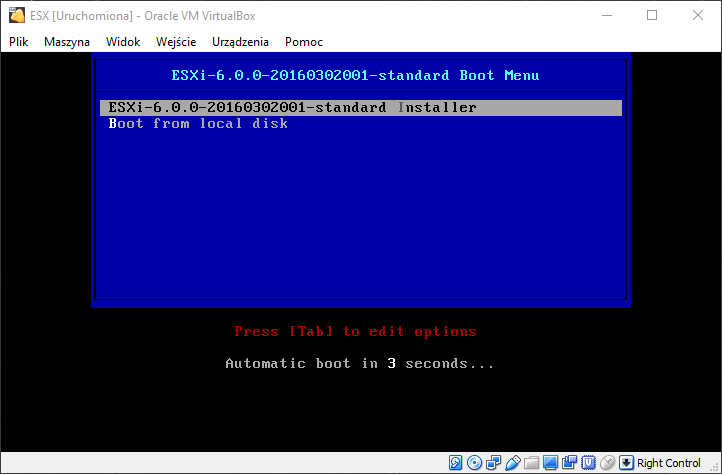 ESX [Uruchomiona] - Oracle VM VirtualBox
Plik Maszyna Widok Wejście Urządzenia Pomoc
ESXi-6.0.0-20160302001-standard Boot Menu
ESXi-6.0.0-20160302001-standard Installer
Boot from local disk
Press [Tab] to edit options
Automatic boot in 3 seconds...
Right Control